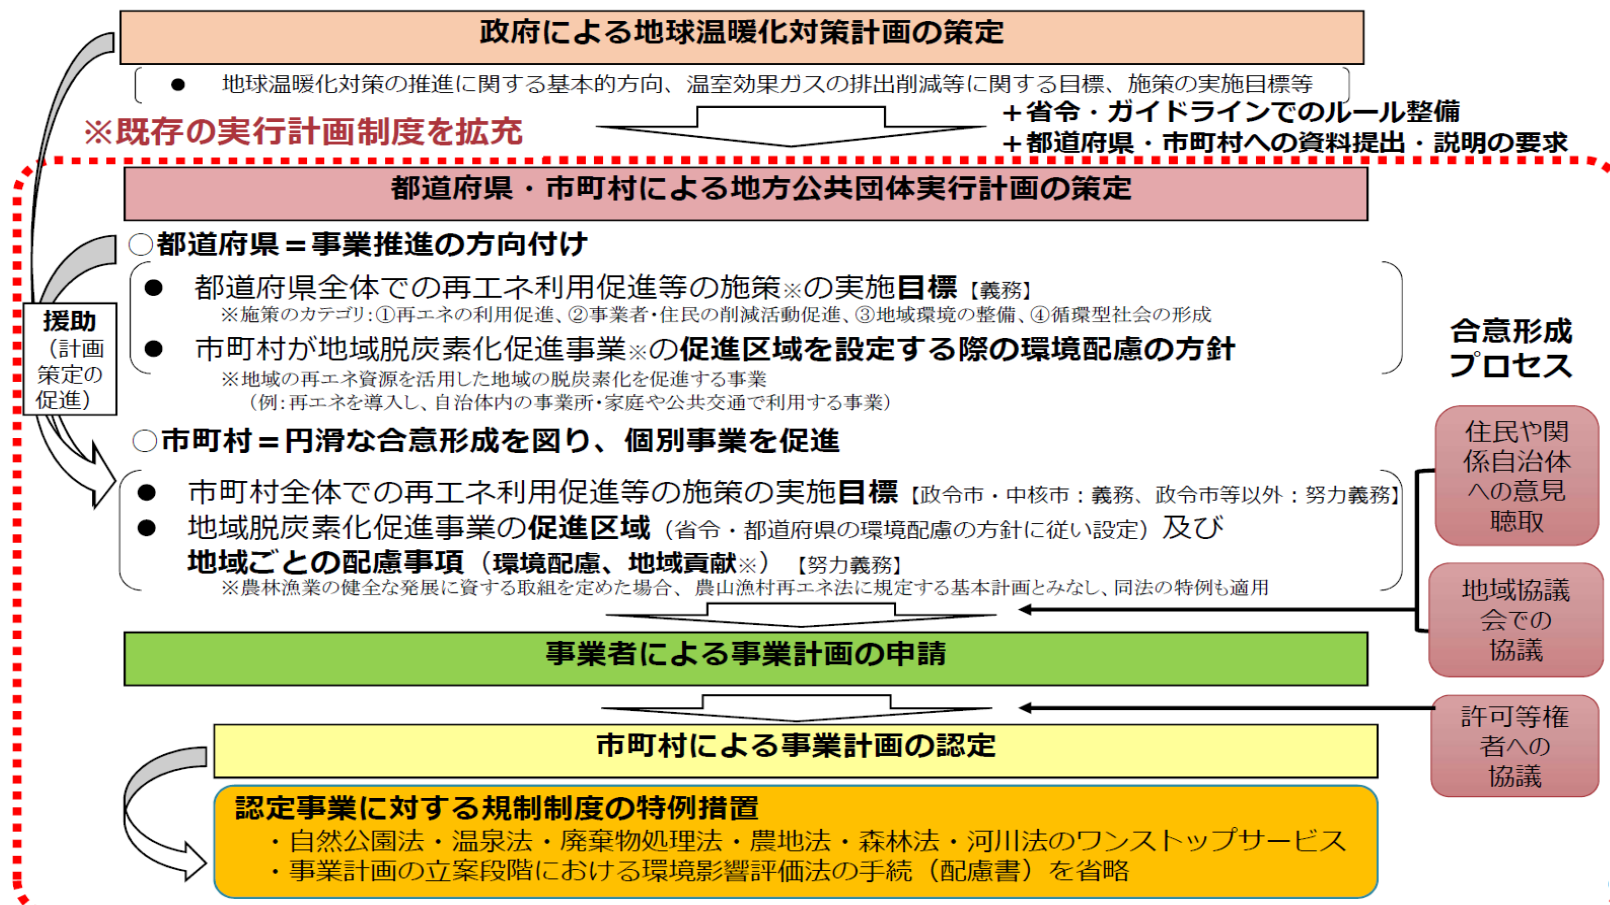 政府による地球温暖化対策計画の策定
● 地球温暖化対策の推進に関する基本的方向、温室効果ガスの排出削減等に関する目標、施策の実施目標等
※既存の実行計画制度を拡充
＋省令・ガイドラインでのルール整備
＋都道府県・市町村への資料提出・説明の要求
都道府県・市町村による地方公共団体実行計画の策定
○都道府県＝事業推進の方向付け
● 都道府県全体での再エネ利用促進等の施策※の実施目標【義務】
※施策のカテゴリ：①再エネの利用促進、②事業者・住民の削減活動促進、③地域環境の整備、④循環型社会の形成
● 市町村が地域脱炭素化促進事業※の促進区域を設定する際の環境配慮の方針
※地域の再エネ資源を活用した地域の脱炭素化を促進する事業
（例：再エネを導入し、自治体内の事業所・家庭や公共交通で利用する事業）
援助
（計画
策定の
促進）
○市町村＝円滑な合意形成を図り、個別事業を促進
● 市町村全体での再エネ利用促進等の施策の実施目標【政令市・中核市：義務、政令市等以外：努力義務】
● 地域脱炭素化促進事業の促進区域（省令・都道府県の環境配慮の方針に従い設定）及び
地域ごとの配慮事項（環境配慮、地域貢献※）【努力義務】
※農林漁業の健全な発展に資する取組を定めた場合、農山漁村再エネ法に規定する基本計画とみなし、同法の特例も適用
合意形成
プロセス
住民や関
係自治体
への意見
聴取
地域協議
会での
協議
事業者による事業計画の申請
許可等権
者への
協議
市町村による事業計画の認定
認定事業に対する規制制度の特例措置
・自然公園法・温泉法・廃棄物処理法・農地法・森林法・河川法のワンストップサービス
・事業計画の立案段階における環境影響評価法の手続（配慮書）を省略